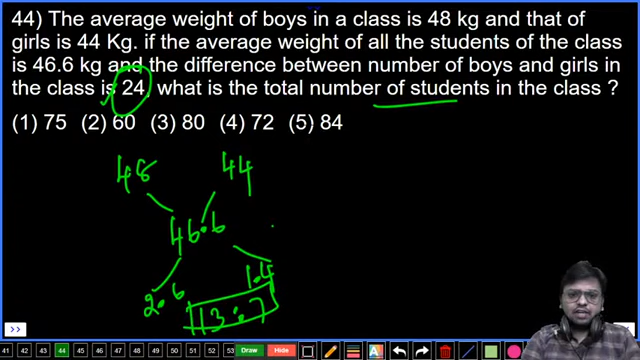 44) The average weight of boys in a class is 48 kg and that of
girls is 44 Kg. if the average weight of all the students of the class
is 46.6 kg and the difference between number of boys and girls in
the class is 24, what is the total number of students in the class ?
(1) 75 (2) 60 (3) 80 (4) 72 (5) 84
48 44
46.6
2.6 1.4
13:7
>> 41 42 43 44 45 46 47 48 49 50 51 52 53 Draw Hide